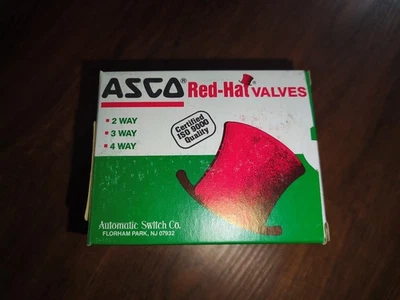 ASCO® Red-Hat® VALVES
2 WAY
3 WAY
4 WAY
Certified
ISO 9000
Quality
Automatic Switch Co.
FLORHAM PARK, NJ 07932